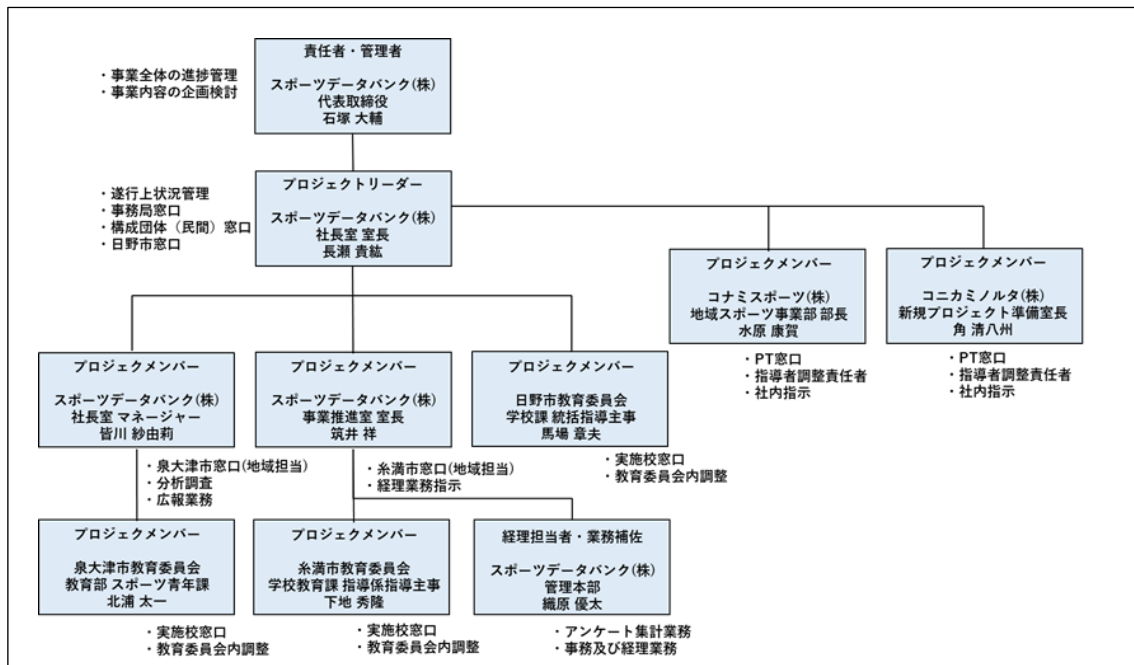 責任者・管理者
スポーツデータバンク(株)
代表取締役
石塚 大輔
・事業全体の進捗管理
・事業内容の企画検討
プロジェクトリーダー
スポーツデータバンク(株)
社長室 室長
長瀬 貴紘
・遂行上状況管理
・事務局窓口
・構成団体（民間）窓口
・日野市窓口
プロジェクメンバー
コナミスポーツ(株)
地域スポーツ事業部 部長
水原 康賀
・PT窓口
・指導者調整責任者
・社内指示
プロジェクメンバー
コニカミノルタ(株)
新規プロジェクト準備室長
角 清八州
・PT窓口
・指導者調整責任者
・社内指示
プロジェクメンバー
スポーツデータバンク(株)
社長室 マネージャー
皆川 紗由莉
・泉大津市窓口(地域担当)
・分析調査
・広報業務
プロジェクメンバー
スポーツデータバンク(株)
事業推進室 室長
筑井 祥
・糸満市窓口(地域担当)
・経理業務指示
プロジェクメンバー
日野市教育委員会
学校課 統括指導主事
馬場 章夫
・実施校窓口
・教育委員会内調整
プロジェクメンバー
泉大津市教育委員会
教育部 スポーツ青年課
北浦 太一
・実施校窓口
・教育委員会内調整
プロジェクメンバー
糸満市教育委員会
学校教育課 指導係指導主事
下地 秀隆
・実施校窓口
・教育委員会内調整
経理担当者・業務補佐
スポーツデータバンク(株)
管理本部
織原 優太
・アンケート集計業務
・事務及び経理業務